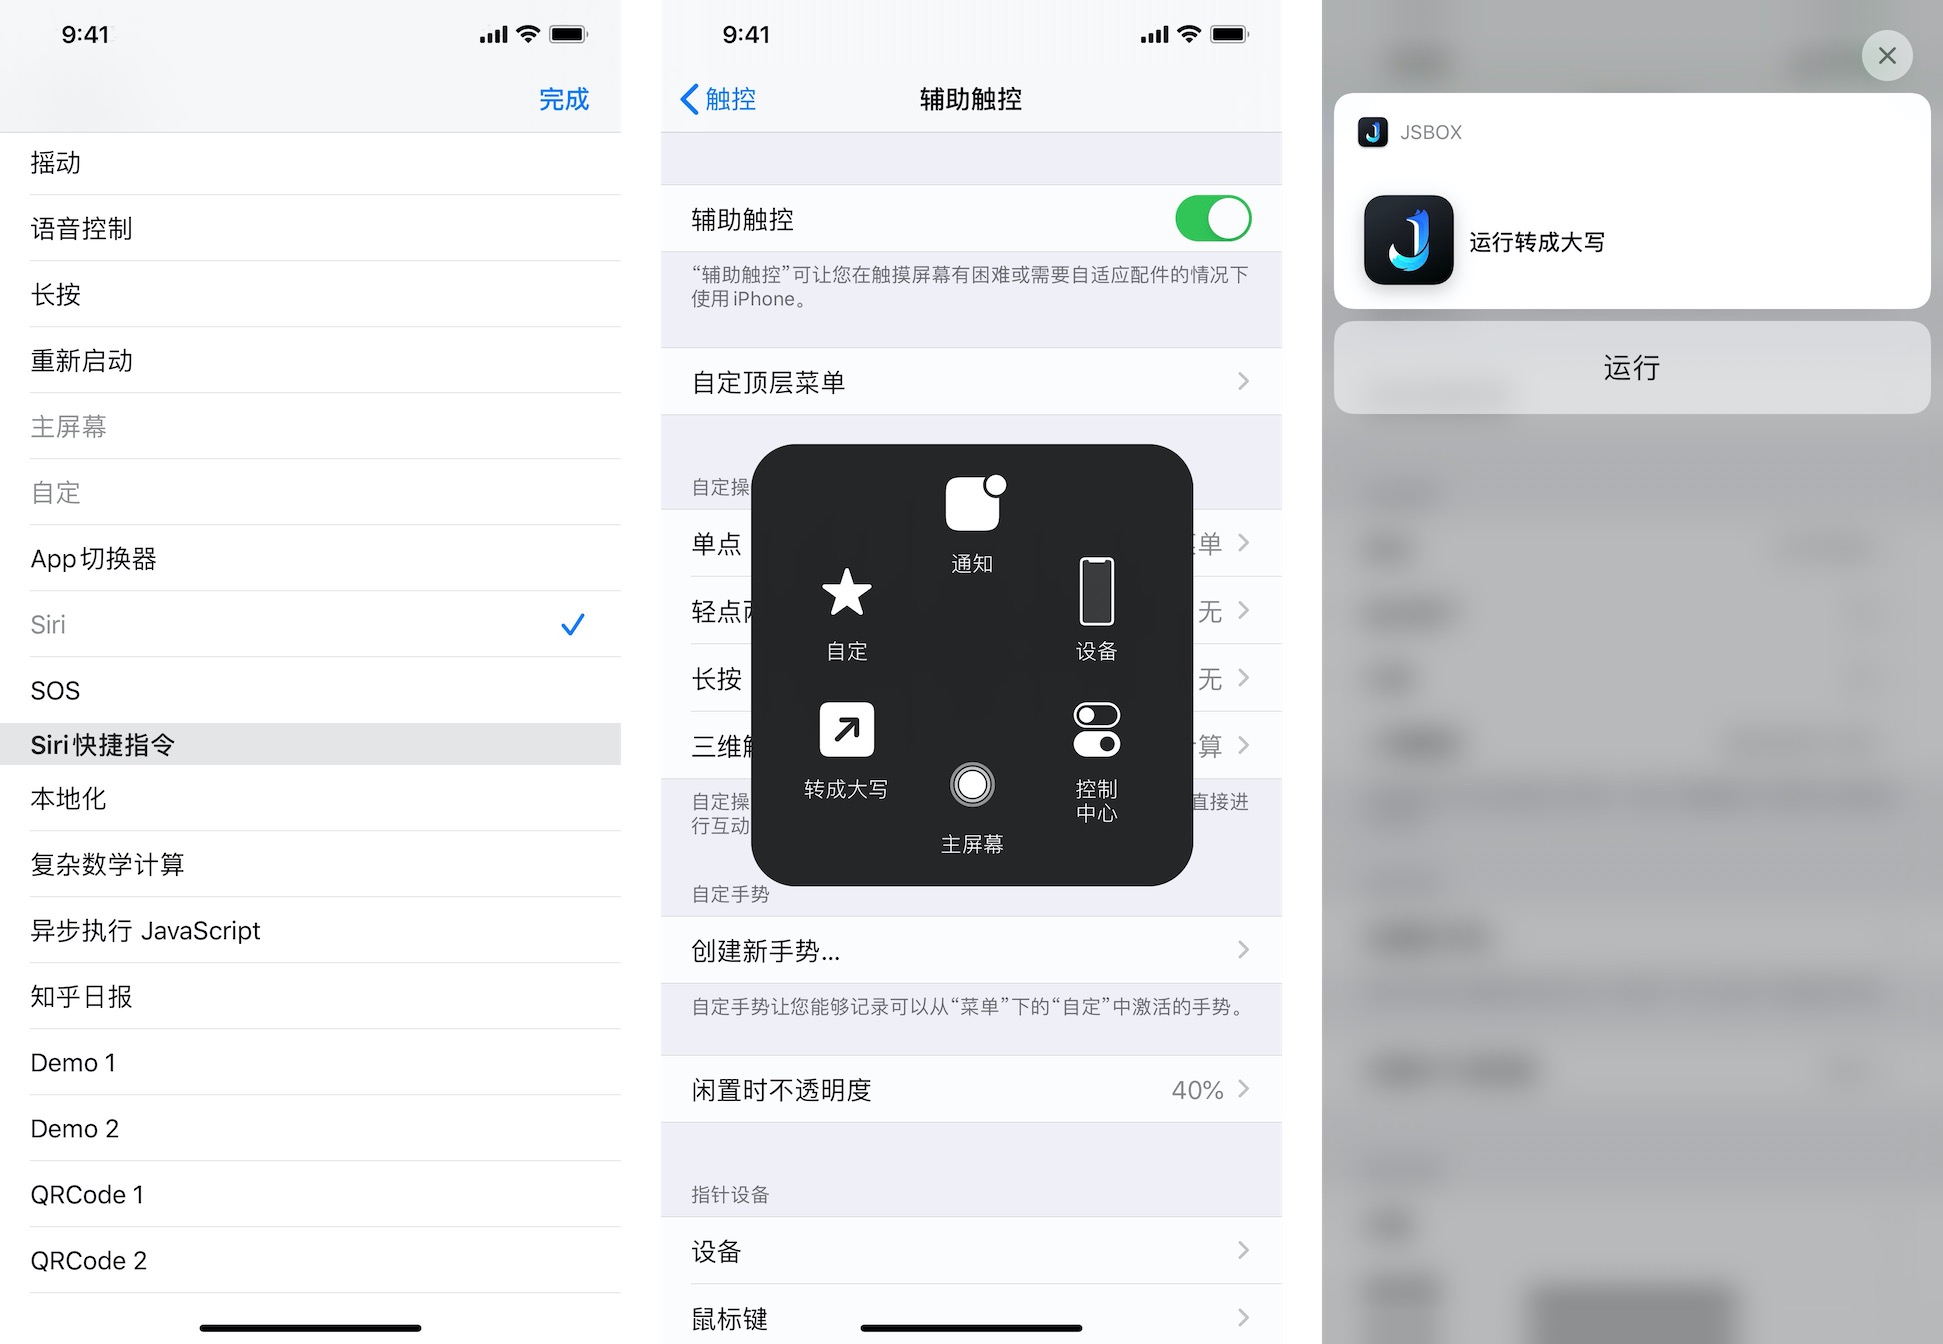 9:41
完成
摇动
语音控制
长按
重新启动
主屏幕
自定
App切换器
Siri
SOS
Siri快捷指令
本地化
复杂数学计算
异步执行 JavaScript
知乎日报
Demo 1
Demo 2
QRCode 1
QRCode 2
9:41
触控
辅助触控
辅助触控
“辅助触控”可让您在触摸屏幕有困难或需要自适应配件的情况下
使用 iPhone。
自定顶层菜单
自定操
单点
单
轻点
无
长按
无
三维
算
自定操
直接进
行互动
通知
自定
设备
转成大写
控制
中心
主屏幕
自定手势
创建新手势...
自定手势让您能够记录可以从“菜单”下的“自定”中激活的手势。
闲置时不透明度 40%
指针设备
设备
鼠标键
JSBOX
运行转成大写
运行